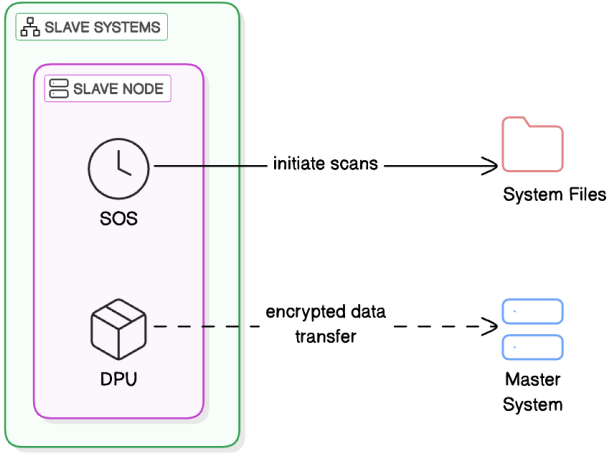 SLAVE SYSTEMS
SLAVE NODE
initiate scans
SOS
System Files
encrypted data
transfer
DPU
Master
System